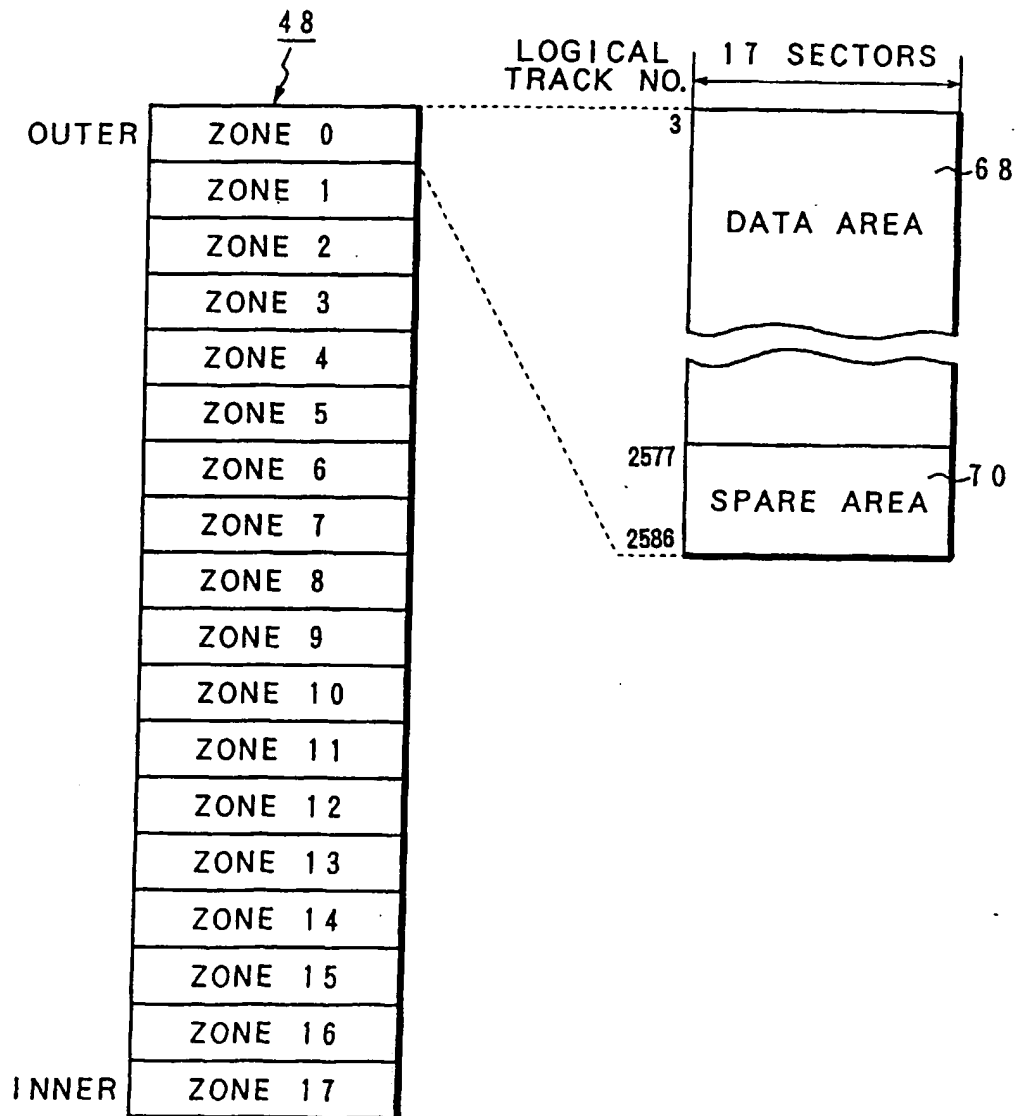 48
LOGICAL
TRACK NO.
17 SECTORS
OUTER
ZONE 0
ZONE 1
ZONE 2
ZONE 3
ZONE 4
ZONE 5
ZONE 6
ZONE 7
ZONE 8
ZONE 9
ZONE 10
ZONE 11
ZONE 12
ZONE 13
ZONE 14
ZONE 15
ZONE 16
INNER
ZONE 17
3
68
DATA AREA
2577
70
SPARE AREA
2586